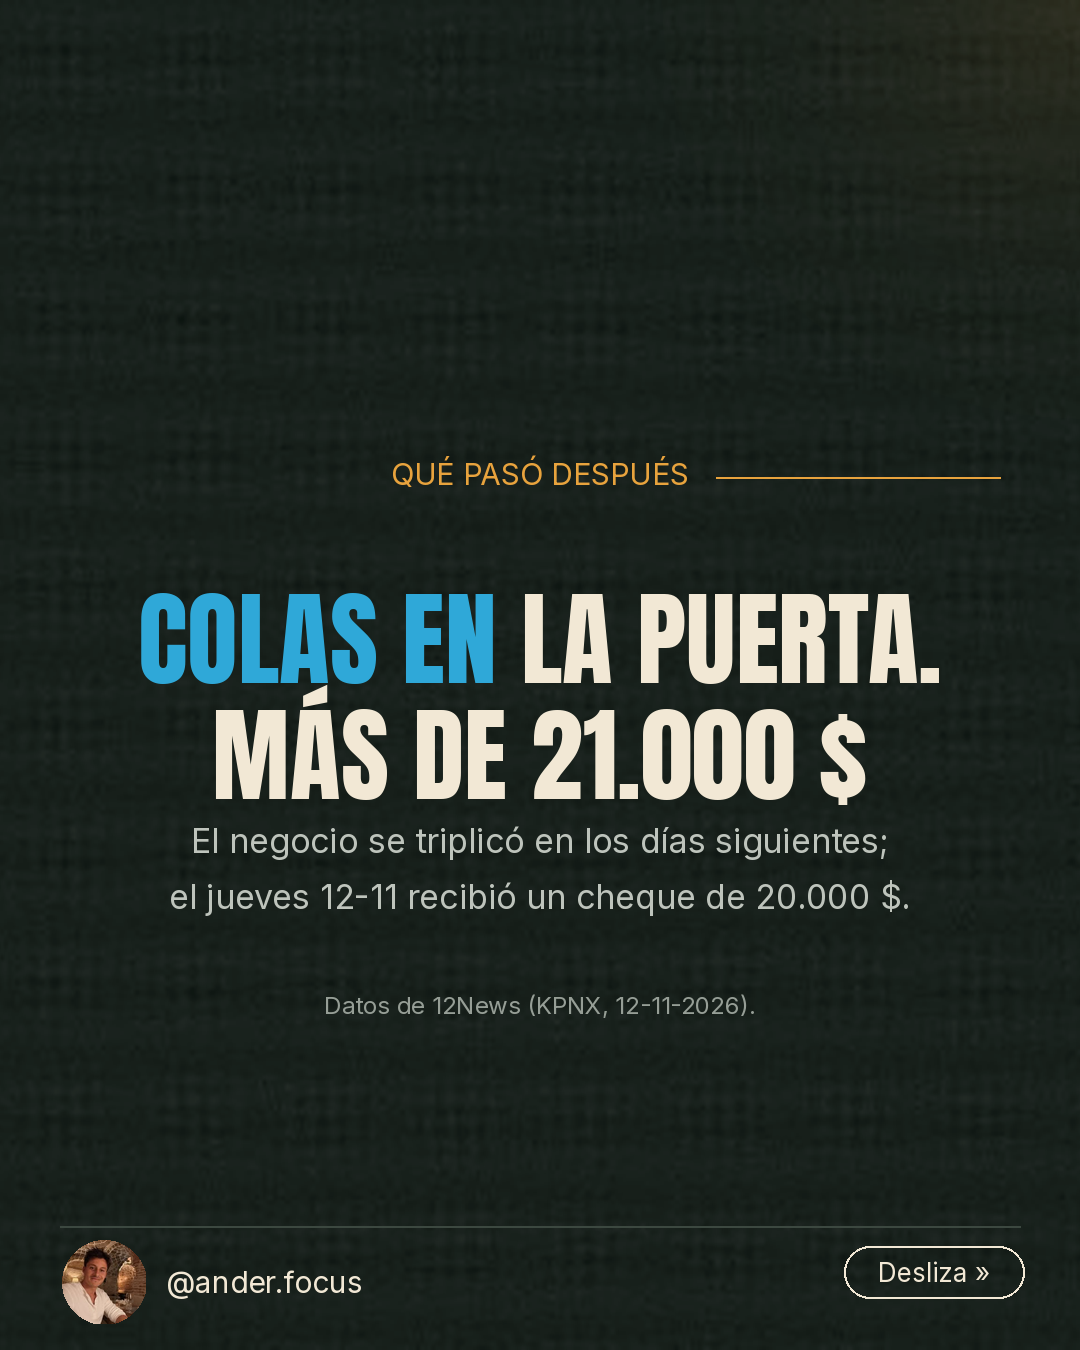 QUÉ PASÓ DESPUÉS
COLAS EN LA PUERTA.
MÁS DE 21.000 $
El negocio se triplicó en los días siguientes;
el jueves 12-11 recibió un cheque de 20.000 $.
Datos de 12News (KPNX, 12-11-2026).
@ander.focus
Desliza »